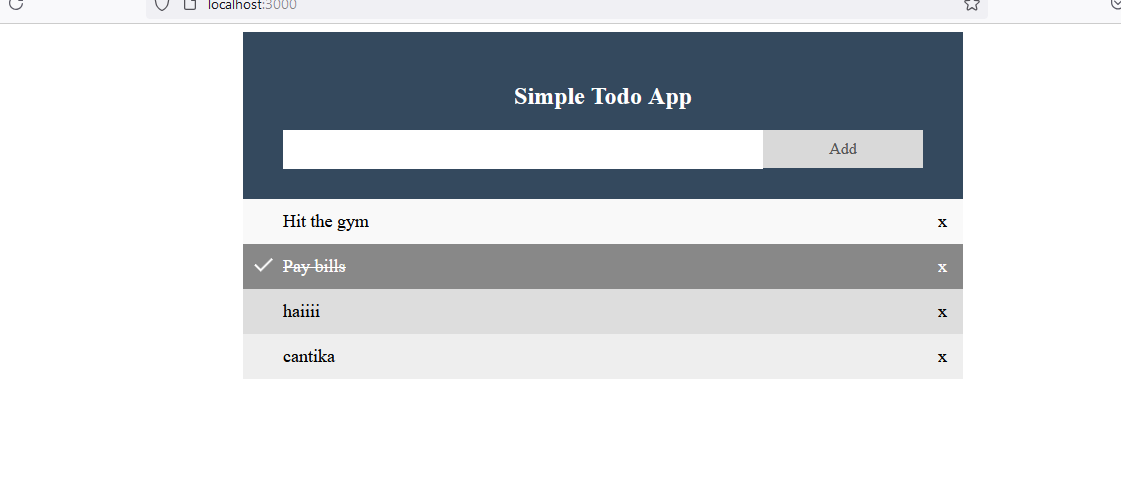 localhost:3000
Simple Todo App
Add
Hit the gym x
Pay bills x
haiiii x
cantika x